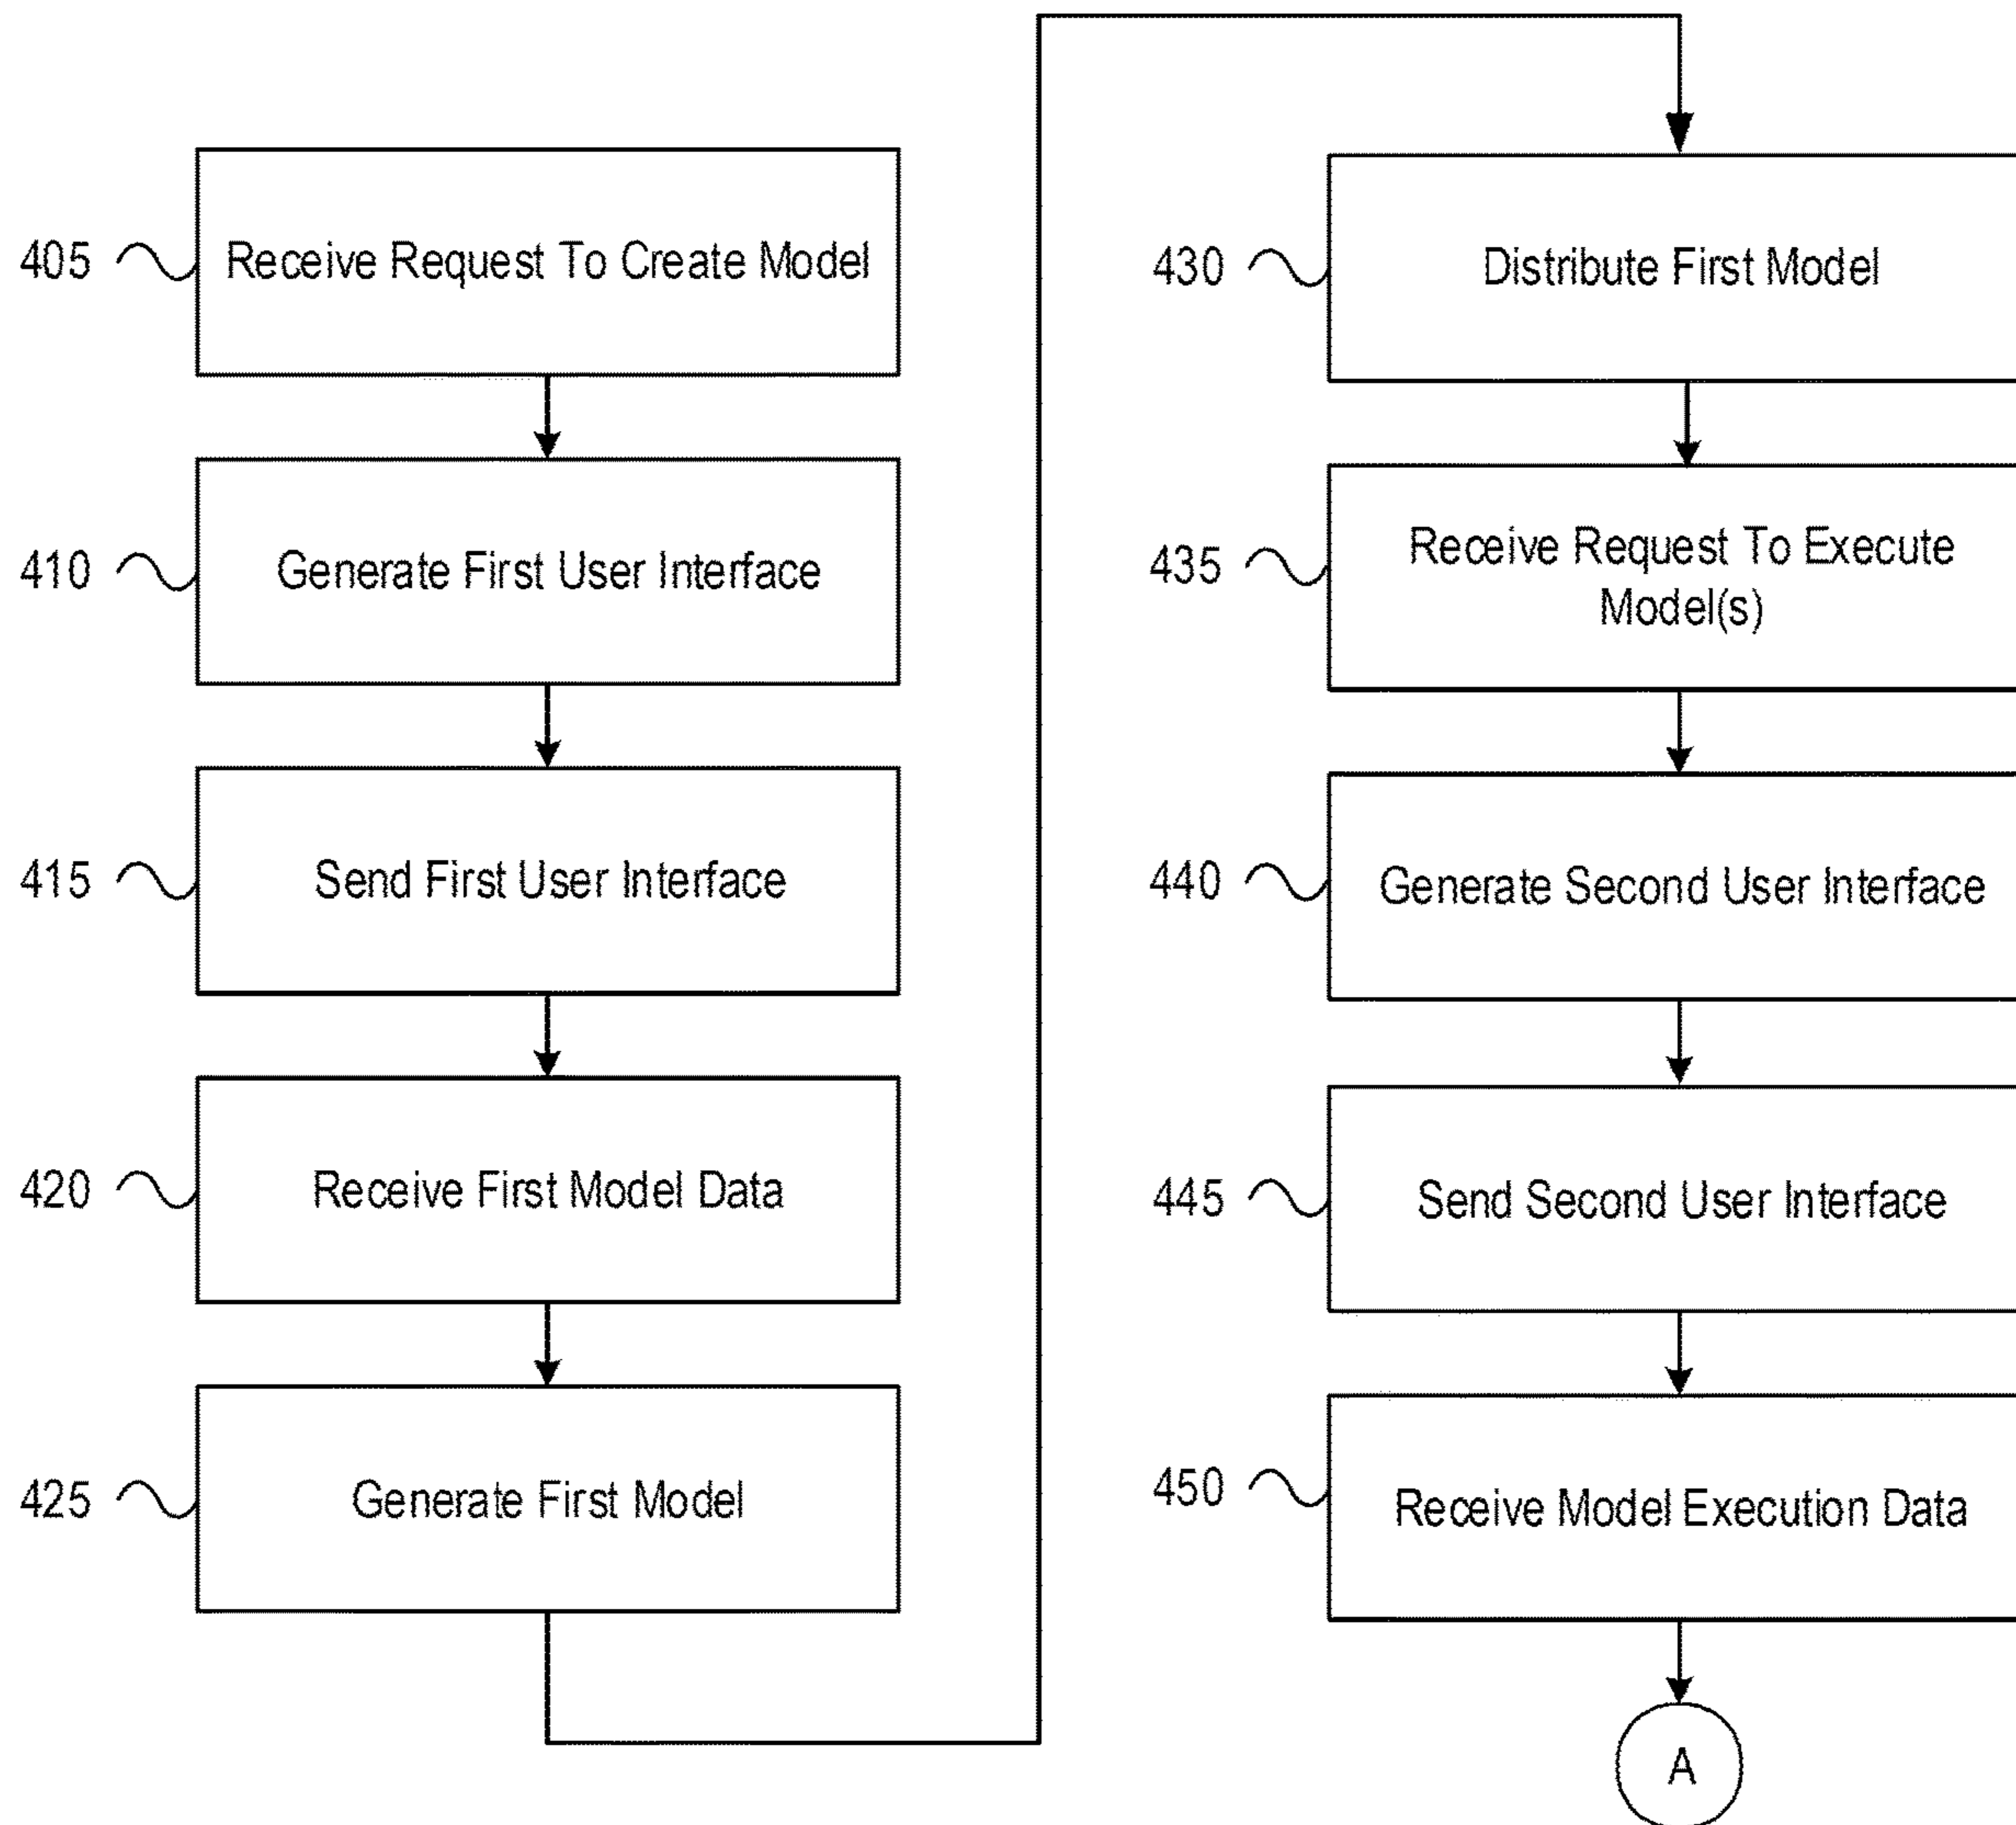 405
Receive Request To Create Model
410
Generate First User Interface
415
Send First User Interface
420
Receive First Model Data
425
Generate First Model
430
Distribute First Model
435
Receive Request To Execute
Model(s)
440
Generate Second User Interface
445
Send Second User Interface
450
Receive Model Execution Data
A